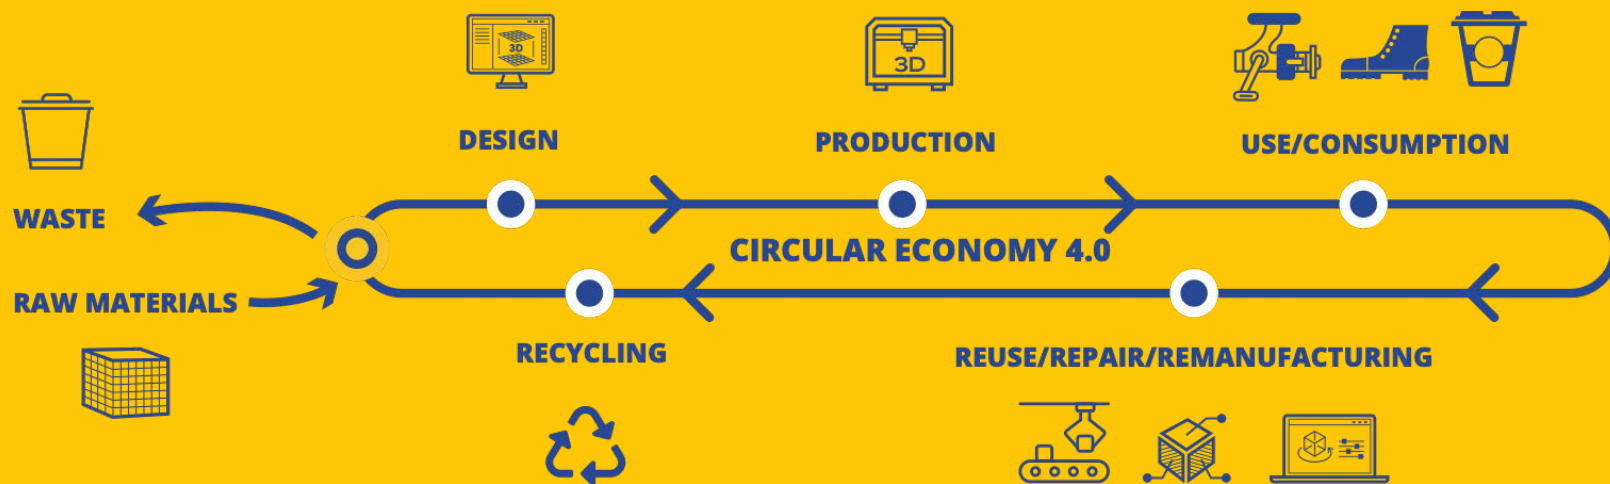 3D
3D
DESIGN
PRODUCTION
USE/CONSUMPTION
WASTE
CIRCULAR ECONOMY 4.0
RAW MATERIALS
RECYCLING
REUSE/REPAIR/REMANUFACTURING